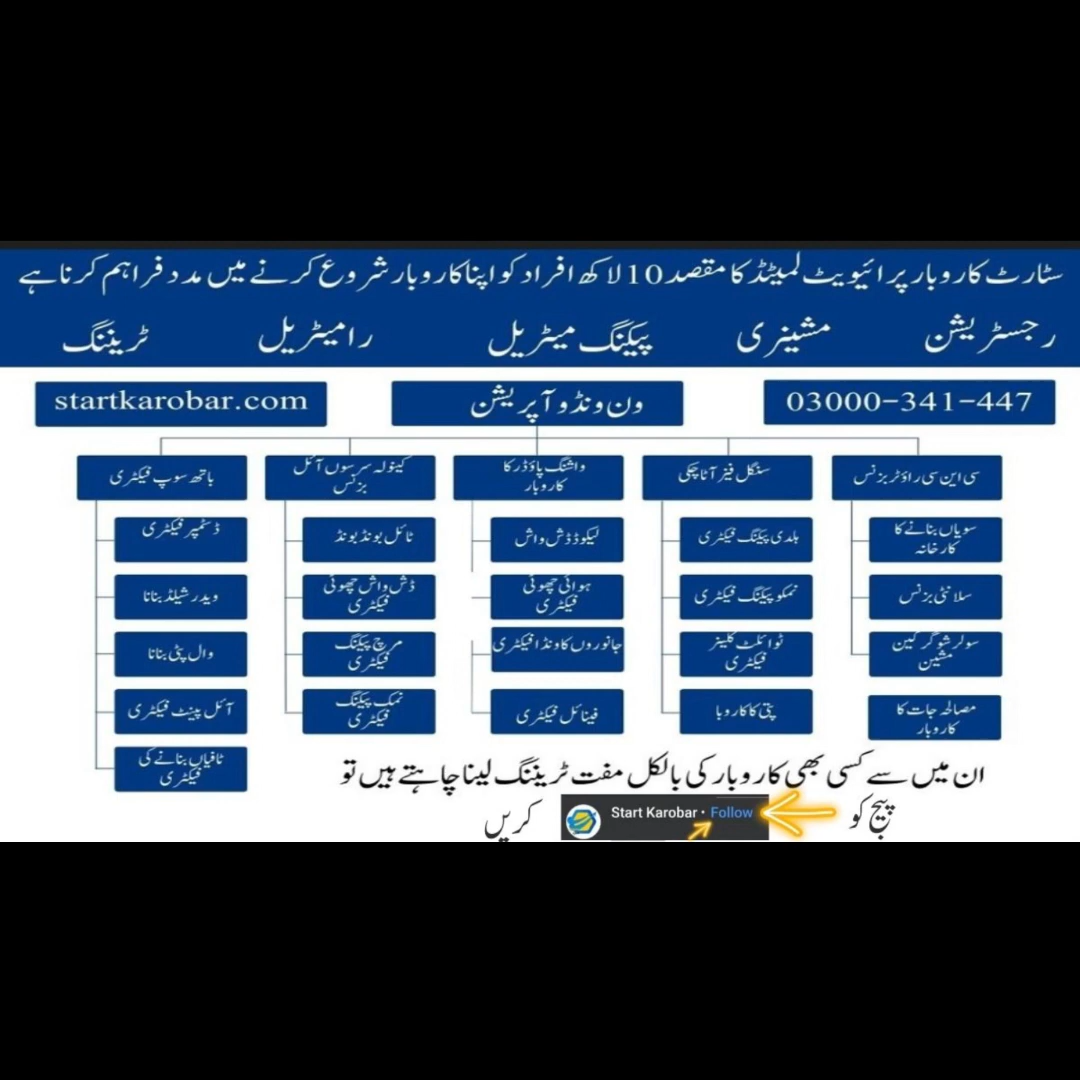 سٹارٹ کاروبار پرائیویٹ لمیٹڈ کا مقصد 10 لاکھ افراد کو اپنا کاروبار شروع کرنے میں مدد فراہم کرنا ہے
رجسٹریشن مشینری پیکنگ میٹریل رامیٹریل ٹریننگ
03000-341-447
ون ونڈو آپریشن
startkarobar.com
سی این سی راؤٹر بزنس
سویاں بنانے کا
کارخانہ
سلانٹی بزنس
سولر شوگر کین
مشین
مصالحہ جات کا
کاروبار
سنگل فیز آٹا چکی
ہلدی پیکنگ فیکٹری
نمکو پیکنگ فیکٹری
ٹوائلٹ کلینر
فیکٹری
پتی کا کاروبا
واشنگ پاؤڈر کا
کاروبار
لیکوڈ ڈش واش
ہوائی چھوٹی
فیکٹری
جانوروں کا ونڈا فیکٹری
فینائل فیکٹری
کینولہ سرسوں آئل
بزنس
ٹائل بونڈ بونڈ
ڈش واش چھوٹی
فیکٹری
مرچ پیکنگ
فیکٹری
نمک پیکنگ
فیکٹری
باتھ سوپ فیکٹری
ڈسٹمپر فیکٹری
ویدر شیلڈ بنانا
وال پٹی بنانا
آئل پینٹ فیکٹری
ٹافیاں بنانے کی
فیکٹری
ان میں سے کسی بھی کاروبار کی بالکل مفت ٹریننگ لینا چاہتے ہیں تو
پیج کو Start Karobar · Follow کریں